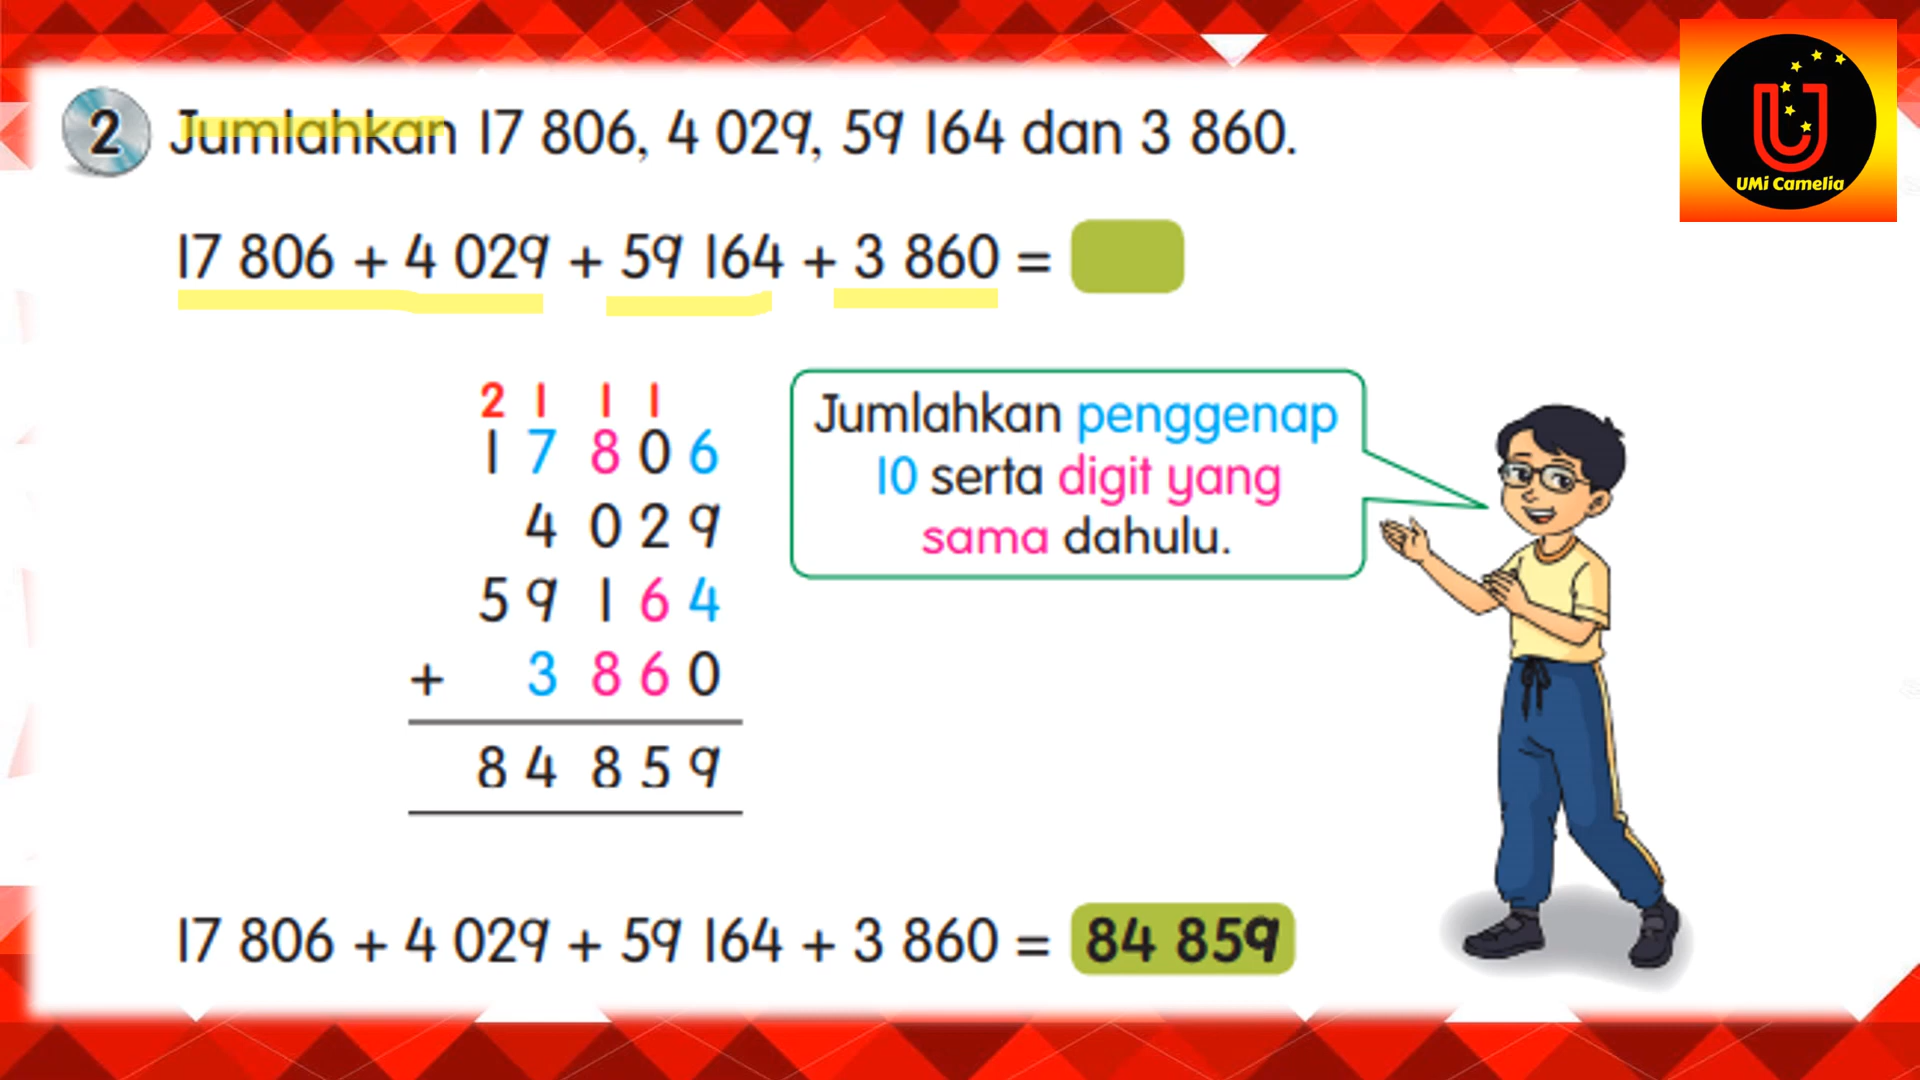 2 Jumlahkan 17 806, 4 029, 59 164 dan 3 860.
17 806 + 4 029 + 59 164 + 3 860 =
2 1 1 1
1 7 8 0 6
4 0 2 9
5 9 1 6 4
+ 3 8 6 0
8 4 8 5 9
Jumlahkan penggenap
10 serta digit yang
sama dahulu.
17 806 + 4 029 + 59 164 + 3 860 = 84 859
UMi Camelia